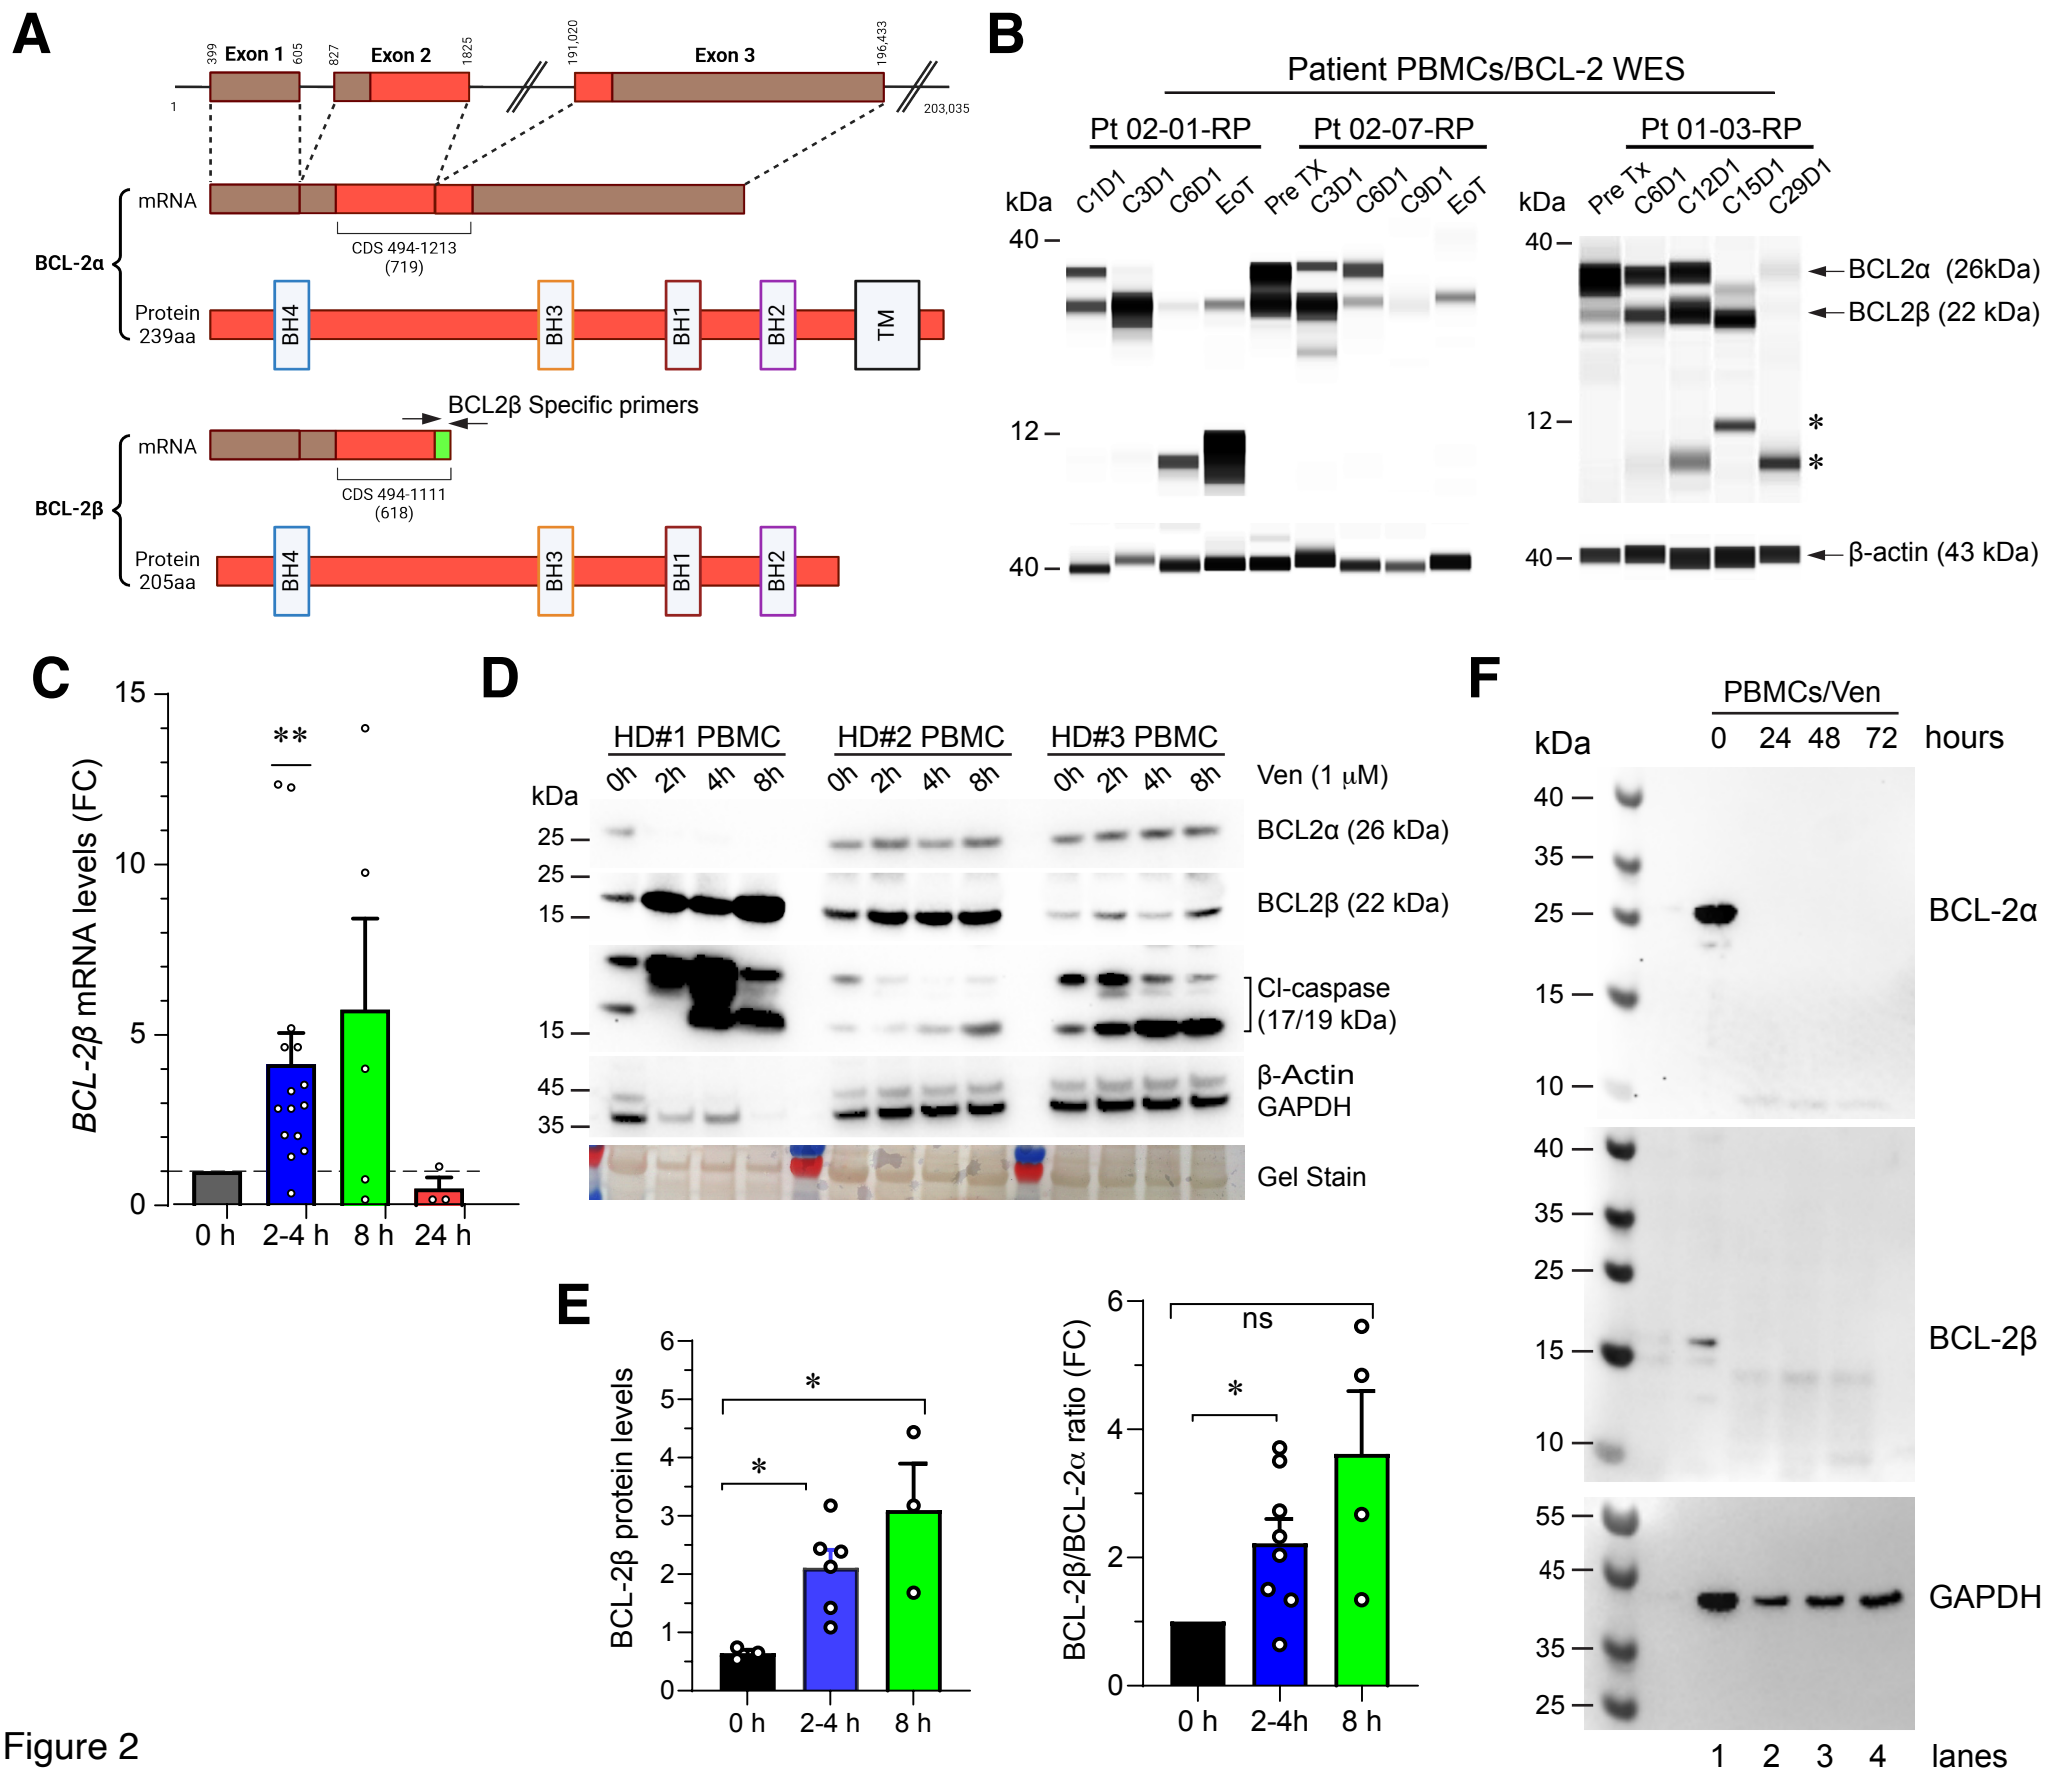 A
399
Exon 1
605
827
Exon 2
1825
191,020
Exon 3
196,433
1
203,035
mRNA
CDS 494-1213
(719)
BCL-2α
Protein
239aa
BH4
BH3
BH1
BH2
TM
BCL2β Specific primers
mRNA
CDS 494-1111
(618)
BCL-2β
Protein
205aa
BH4
BH3
BH1
BH2
B
Patient PBMCs/BCL-2 WES
Pt 02-01-RP
Pt 02-07-RP
Pt 01-03-RP
kDa
C1D1
C3D1
C6D1
EoT
Pre TX
C3D1
C6D1
C9D1
EoT
kDa
Pre Tx
C6D1
C12D1
C15D1
C29D1
40
12
40
40
12
40
BCL2α (26kDa)
BCL2β (22 kDa)
*
*
β-actin (43 kDa)
C
BCL-2β mRNA levels (FC)
15
10
5
0
**
0 h
2-4 h
8 h
24 h
D
HD#1 PBMC
HD#2 PBMC
HD#3 PBMC
kDa
0h
2h
4h
8h
0h
2h
4h
8h
0h
2h
4h
8h
Ven (1 μM)
25
BCL2α (26 kDa)
25
15
BCL2β (22 kDa)
15
Cl-caspase
(17/19 kDa)
45
35
β-Actin
GAPDH
Gel Stain
E
BCL-2β protein levels
6
5
4
3
2
1
0
*
*
0 h
2-4 h
8 h
BCL-2β/BCL-2α ratio (FC)
6
4
2
0
ns
*
0 h
2-4h
8 h
F
PBMCs/Ven
kDa
0
24
48
72
hours
40
35
25
15
10
BCL-2α
40
35
25
15
10
BCL-2β
55
45
35
25
GAPDH
1
2
3
4
lanes
Figure 2